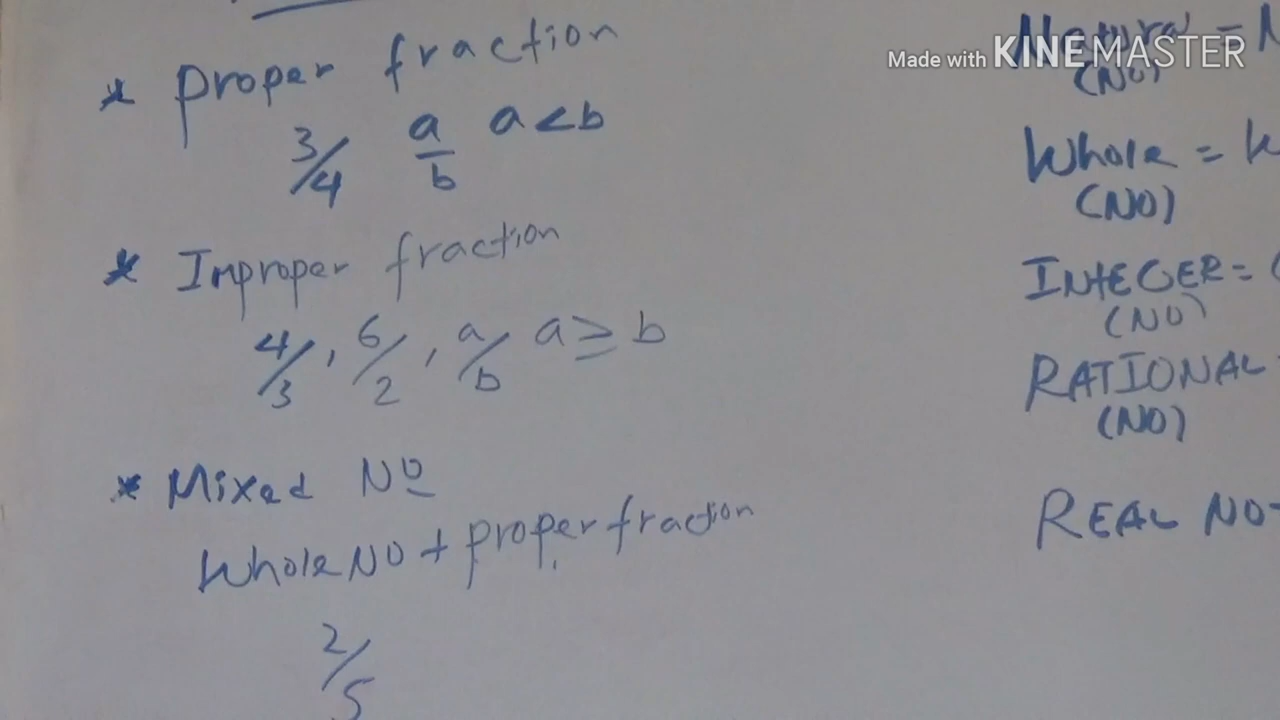 * Proper fraction
3/4 a/b a<b
* Improper fraction
4/3, 6/2, a/b a≥b
* Mixed No
Whole NO + proper fraction
2/5
Made with KINEMASTER
Natural = N
(NO)
Whole = W
(NO)
INTEGER =
(NO)
RATIONAL
(NO)
REAL NO